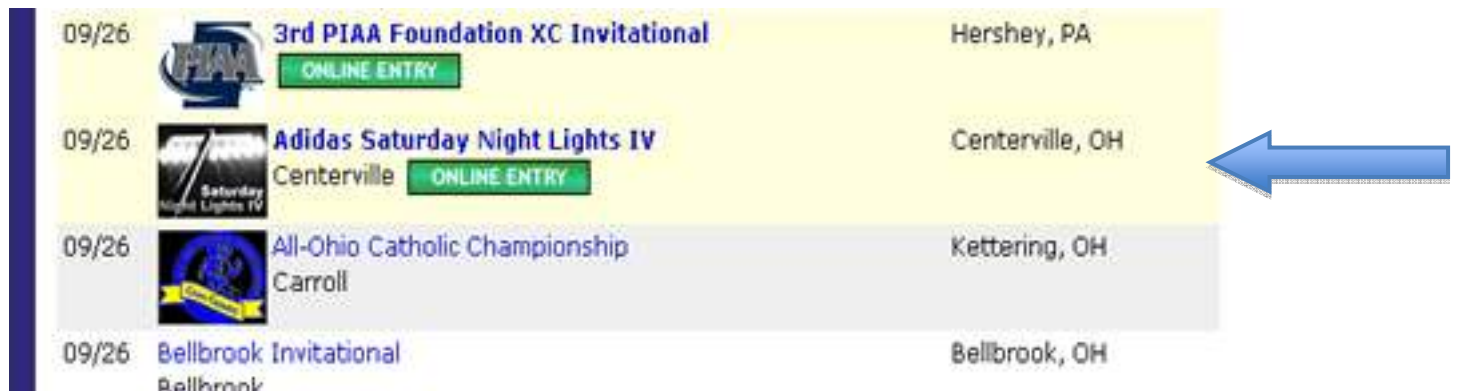 09/26 PIAA 3rd PIAA Foundation XC Invitational Hershey, PA
ONLINE ENTRY
09/26 Adidas Saturday Night Lights IV Centerville, OH
Centerville ONLINE ENTRY
Saturday
Night Lights IV
09/26 All-Ohio Catholic Championship Kettering, OH
Carroll
09/26 Bellbrook Invitational Bellbrook, OH
Bellbrook